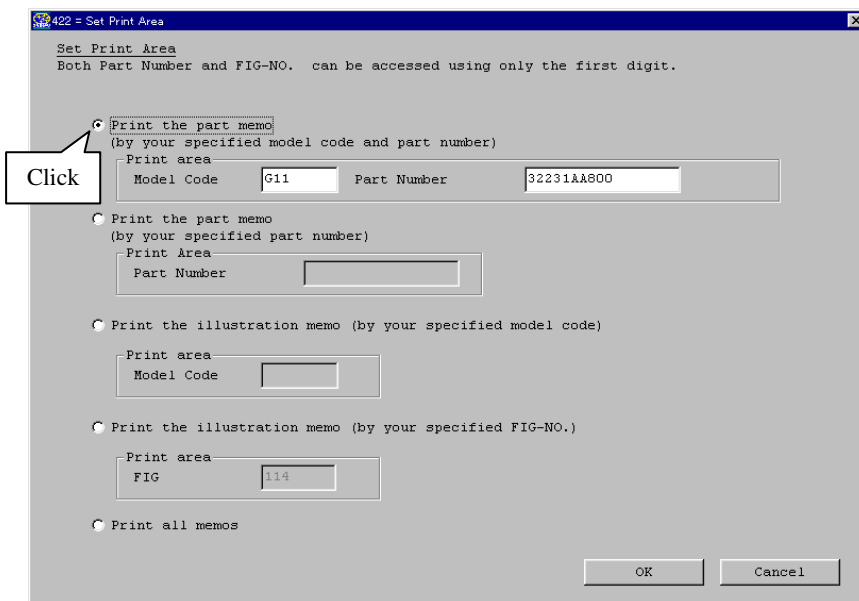 422 = Set Print Area
Set Print Area
Both Part Number and FIG-NO. can be accessed using only the first digit.
Print the part memo
(by your specified model code and part number)
Click
Print area
Model Code G11 Part Number 32231AA800
Print the part memo
(by your specified part number)
Print Area
Part Number
Print the illustration memo (by your specified model code)
Print area
Model Code
Print the illustration memo (by your specified FIG-NO.)
Print area
FIG 114
Print all memos
OK Cancel